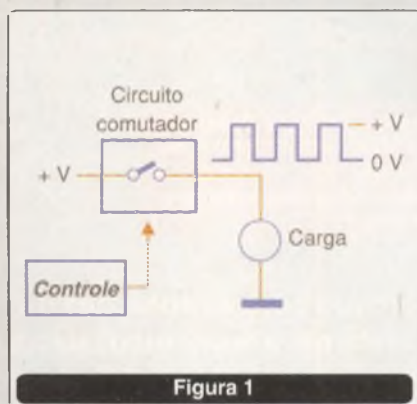 Circuito
comutador
+ V
+ V
0 V
Carga
Controle
Figura 1